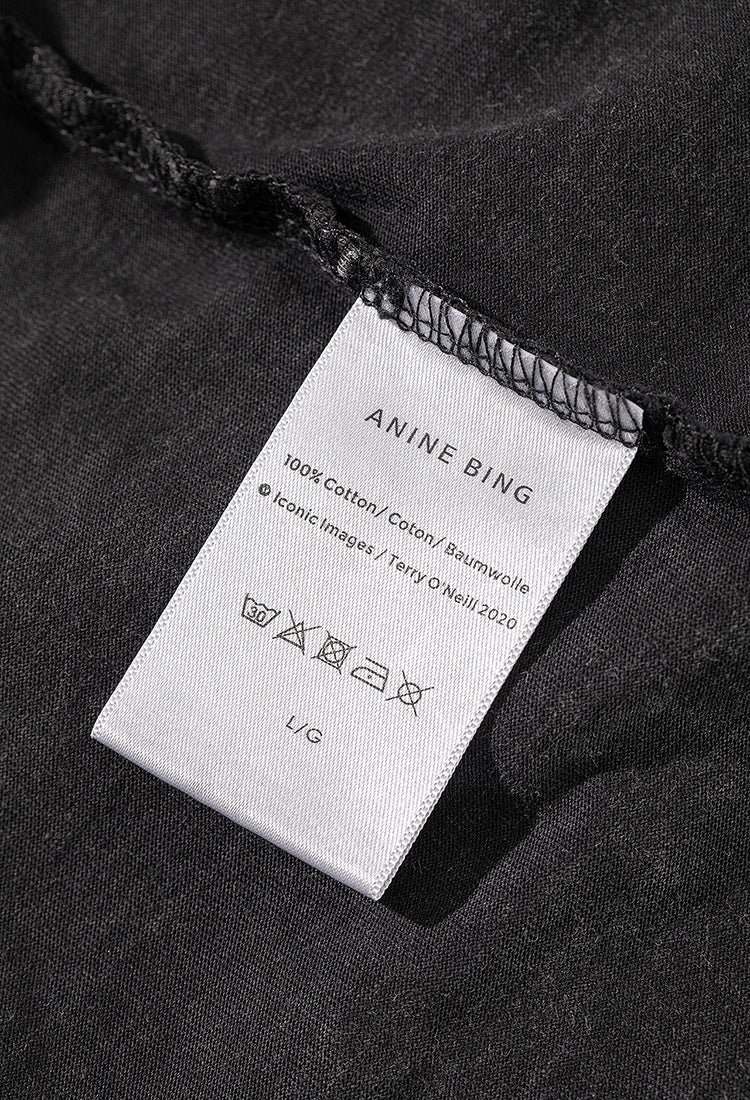 ANINE BING
100% Cotton/ Coton/ Baumwolle
© Iconic Images / Terry O'Neill 2020
30
L/G